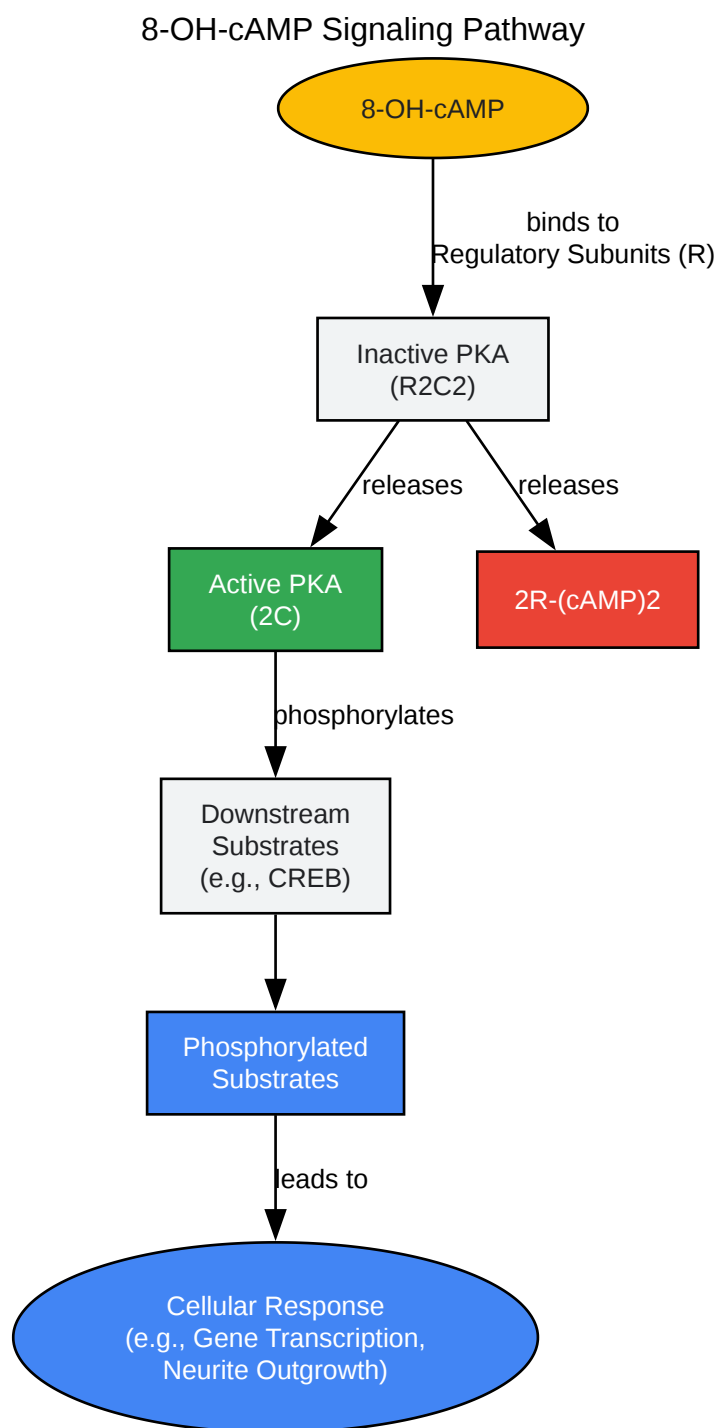 8-OH-cAMP Signaling Pathway
8-OH-cAMP
binds to
Regulatory Subunits (R)
Inactive PKA
(R2C2)
releases
releases
Active PKA
(2C)
2R-(cAMP)2
phosphorylates
Downstream
Substrates
(e.g., CREB)
Phosphorylated
Substrates
leads to
Cellular Response
(e.g., Gene Transcription,
Neurite Outgrowth)